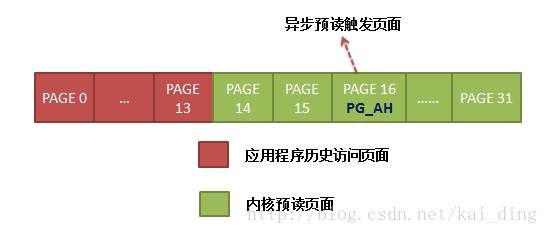 异步预读触发页面
PAGE 0
...
PAGE 13
PAGE 14
PAGE 15
PAGE 16
PG_AH
......
PAGE 31
应用程序历史访问页面
内核预读页面
http://blog.csdn.net/kai_ding